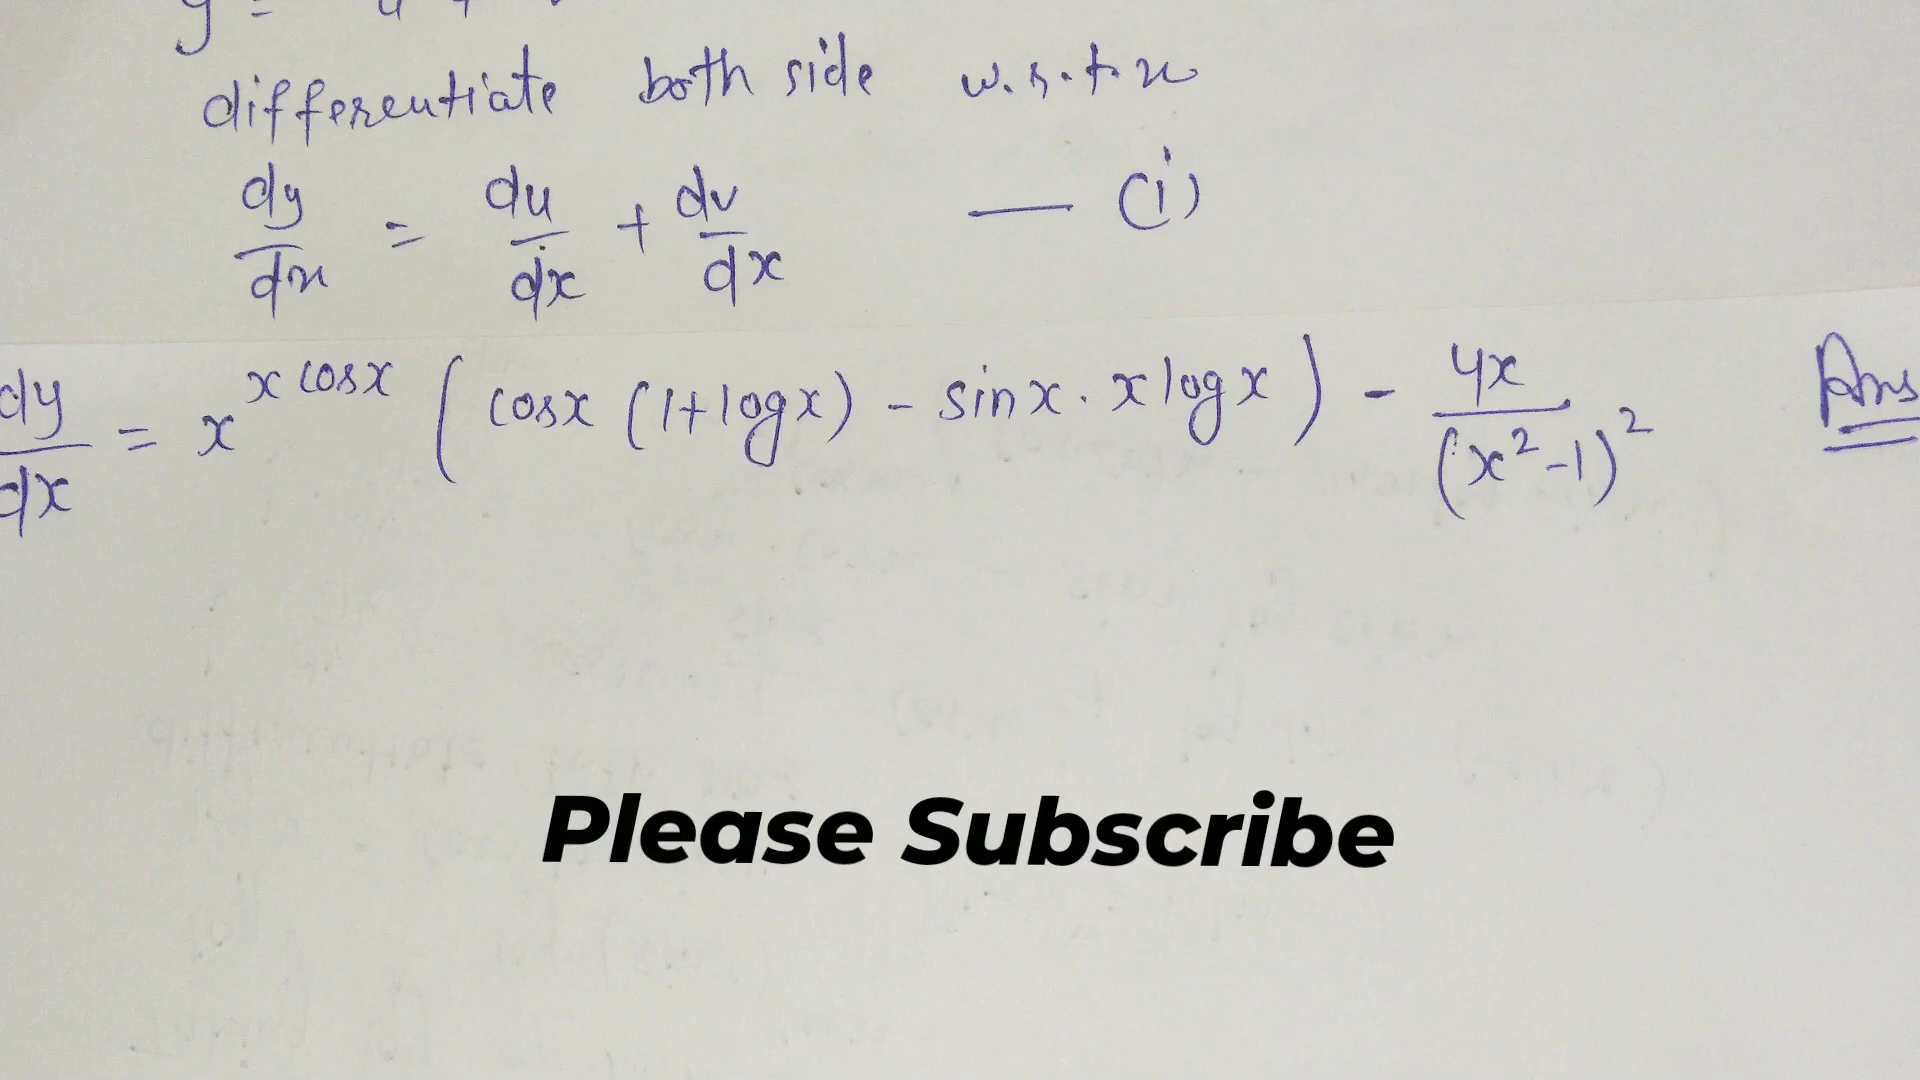 differentiate both side w.r.t. x
dy/dx = du/dx + dv/dx — (i)
dy/dx = x^(x cosx) ( cosx (1+logx) - sinx . x logx ) - 4x/(x²-1)² Ans
Please Subscribe